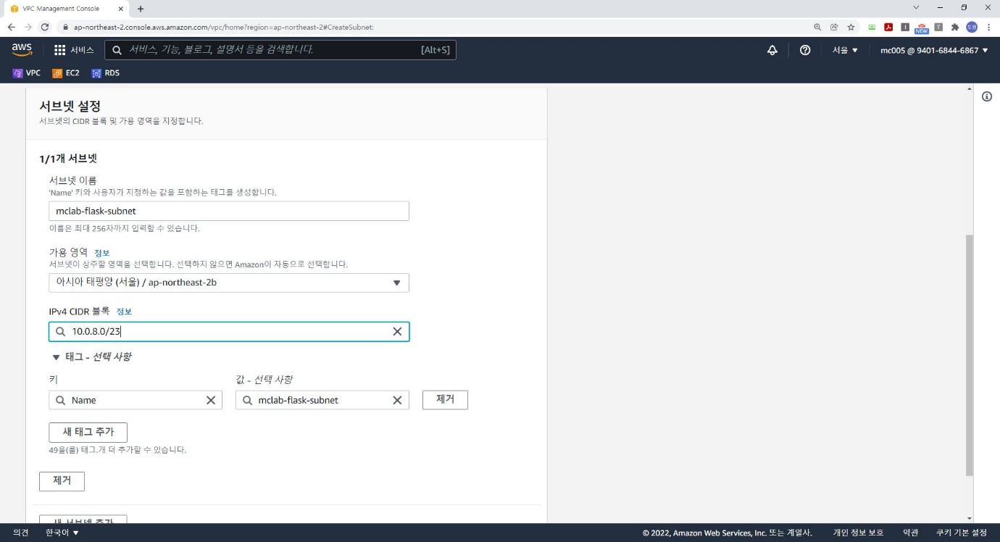 VPC Management Console
ap-northeast-2.console.aws.amazon.com/vpc/home?region=ap-northeast-2#CreateSubnet:
NEW
도원
aws
서비스
서비스, 기능, 블로그, 설명서 등을 검색합니다.
[Alt+S]
서울
mc005 @ 9401-6844-6867
VPC
EC2
RDS
서브넷 설정
서브넷의 CIDR 블록 및 가용 영역을 지정합니다.
1/1개 서브넷
서브넷 이름
'Name' 키와 사용자가 지정하는 값을 포함하는 태그를 생성합니다.
mclab-flask-subnet
이름은 최대 256자까지 입력할 수 있습니다.
가용 영역 정보
서브넷이 상주할 영역을 선택합니다. 선택하지 않으면 Amazon이 자동으로 선택합니다.
아시아 태평양 (서울) / ap-northeast-2b
IPv4 CIDR 블록 정보
10.0.8.0/23
태그 - 선택 사항
키
값 - 선택 사항
Name
mclab-flask-subnet
제거
새 태그 추가
49을(를) 태그.개 더 추가할 수 있습니다.
제거
새 서브넷 추가
의견
한국어
© 2022, Amazon Web Services, Inc. 또는 계열사.
개인 정보 보호
약관
쿠키 기본 설정